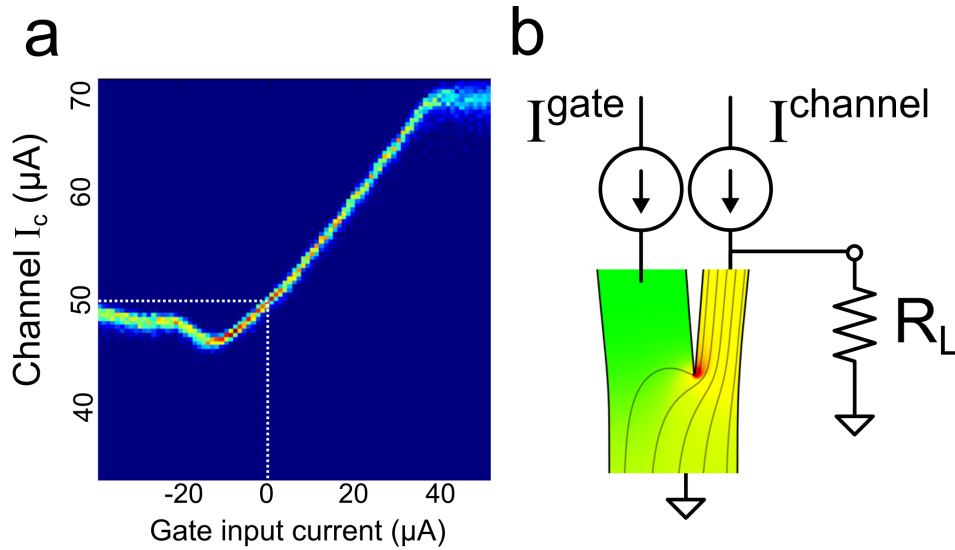 a
Channel I_c (μA)
70
60
50
40
-20 0 20 40
Gate input current (μA)
b
I^gate I^channel
R_L